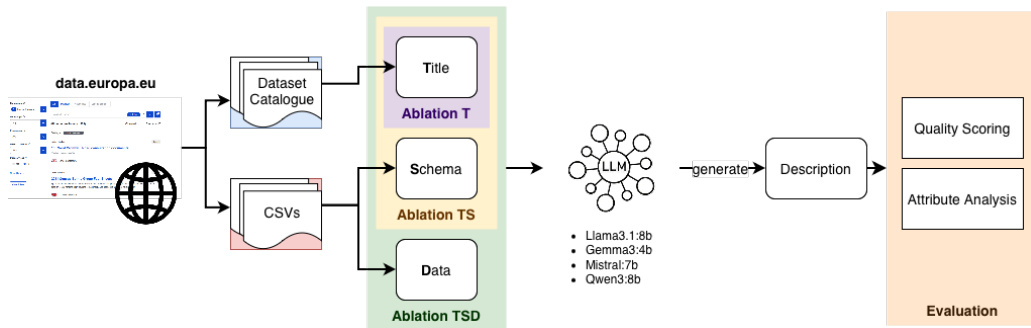 data.europa.eu
Dataset
Catalogue
CSVs
Title
Ablation T
Schema
Ablation TS
Data
Ablation TSD
LLM
Llama3.1:8b
Gemma3:4b
Mistral:7b
Qwen3:8b
generate
Description
Quality Scoring
Attribute Analysis
Evaluation